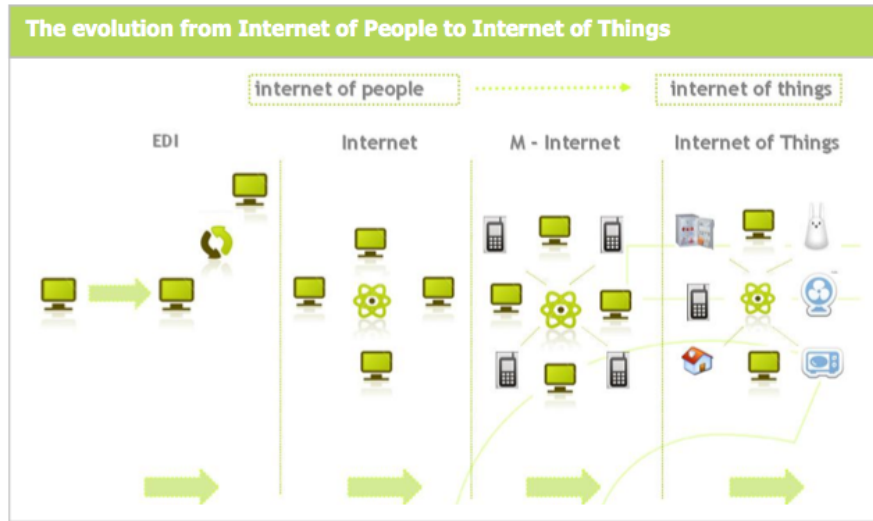 The evolution from Internet of People to Internet of Things
internet of people
internet of things
EDI
Internet
M - Internet
Internet of Things